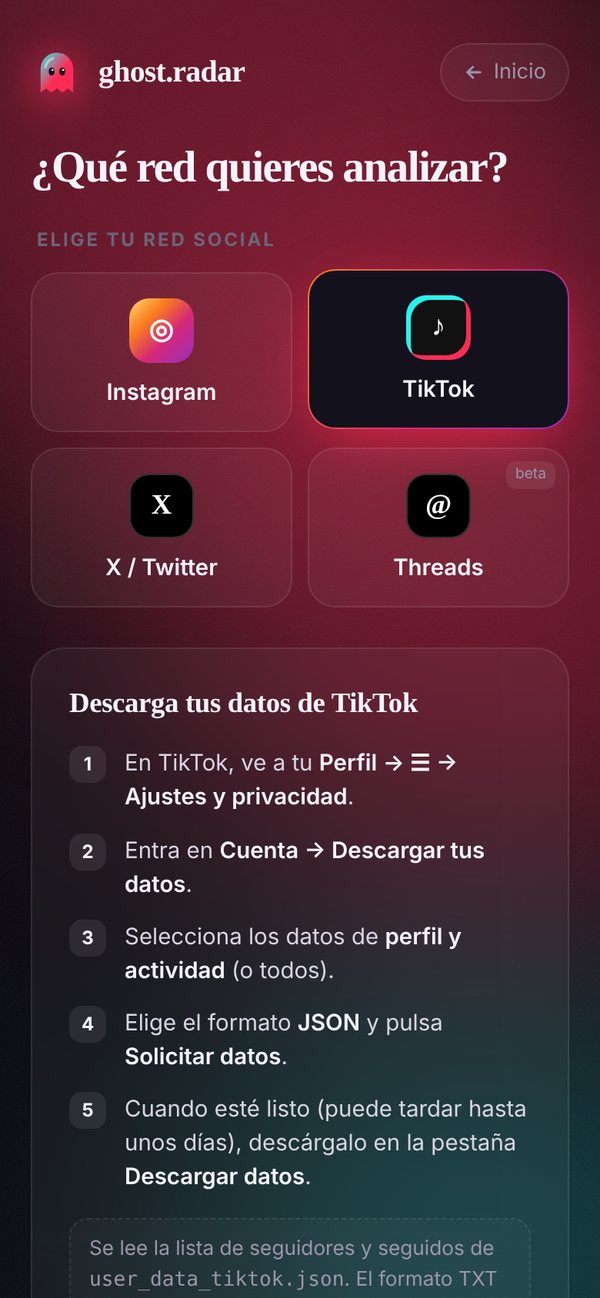 ghost.radar
← Inicio
¿Qué red quieres analizar?
ELIGE TU RED SOCIAL
Instagram
TikTok
beta
X
@
X / Twitter
Threads
Descarga tus datos de TikTok
1 En TikTok, ve a tu Perfil → ☰ →
Ajustes y privacidad.
2 Entra en Cuenta → Descargar tus
datos.
3 Selecciona los datos de perfil y
actividad (o todos).
4 Elige el formato JSON y pulsa
Solicitar datos.
5 Cuando esté listo (puede tardar hasta
unos días), descárgalo en la pestaña
Descargar datos.
Se lee la lista de seguidores y seguidos de
user_data_tiktok.json. El formato TXT